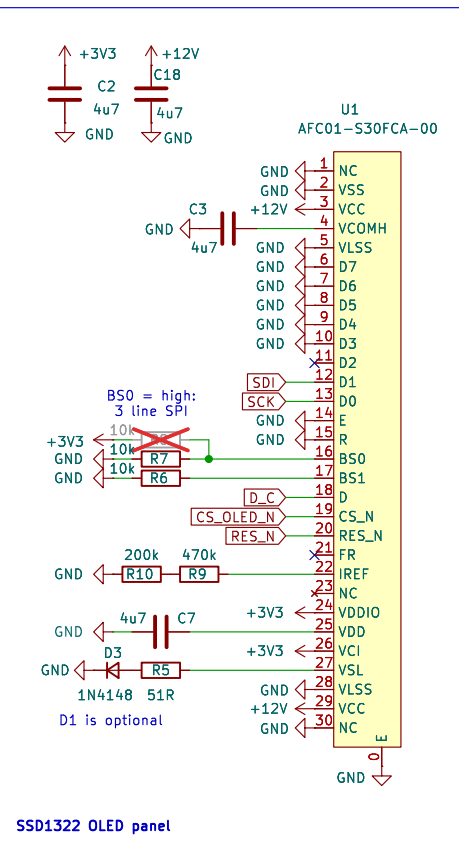 +3V3
+12V
C2
C18
4u7
4u7
GND
GND
U1
AFC01-S30FCA-00
GND 1 NC
GND 2 VSS
+12V 3 VCC
C3
4u7
GND 4 VCOMH
GND 5 VLSS
GND 6 D7
GND 7 D6
GND 8 D5
GND 9 D4
GND 10 D3
11 D2
SDI 12 D1
SCK 13 D0
GND 14 E
GND 15 R
BS0 = high:
3 line SPI
10k
+3V3
10k
GND R7 16 BS0
10k
GND R6 17 BS1
D_C 18 D
CS_OLED_N 19 CS_N
RES_N 20 RES_N
21 FR
200k 470k
GND R10 R9 22 IREF
23 NC
+3V3 24 VDDIO
4u7 C7
GND 25 VDD
+3V3 26 VCI
D3
GND R5 27 VSL
1N4148 51R
GND 28 VLSS
+12V 29 VCC
D1 is optional
GND 30 NC
E
0
GND
SSD1322 OLED panel